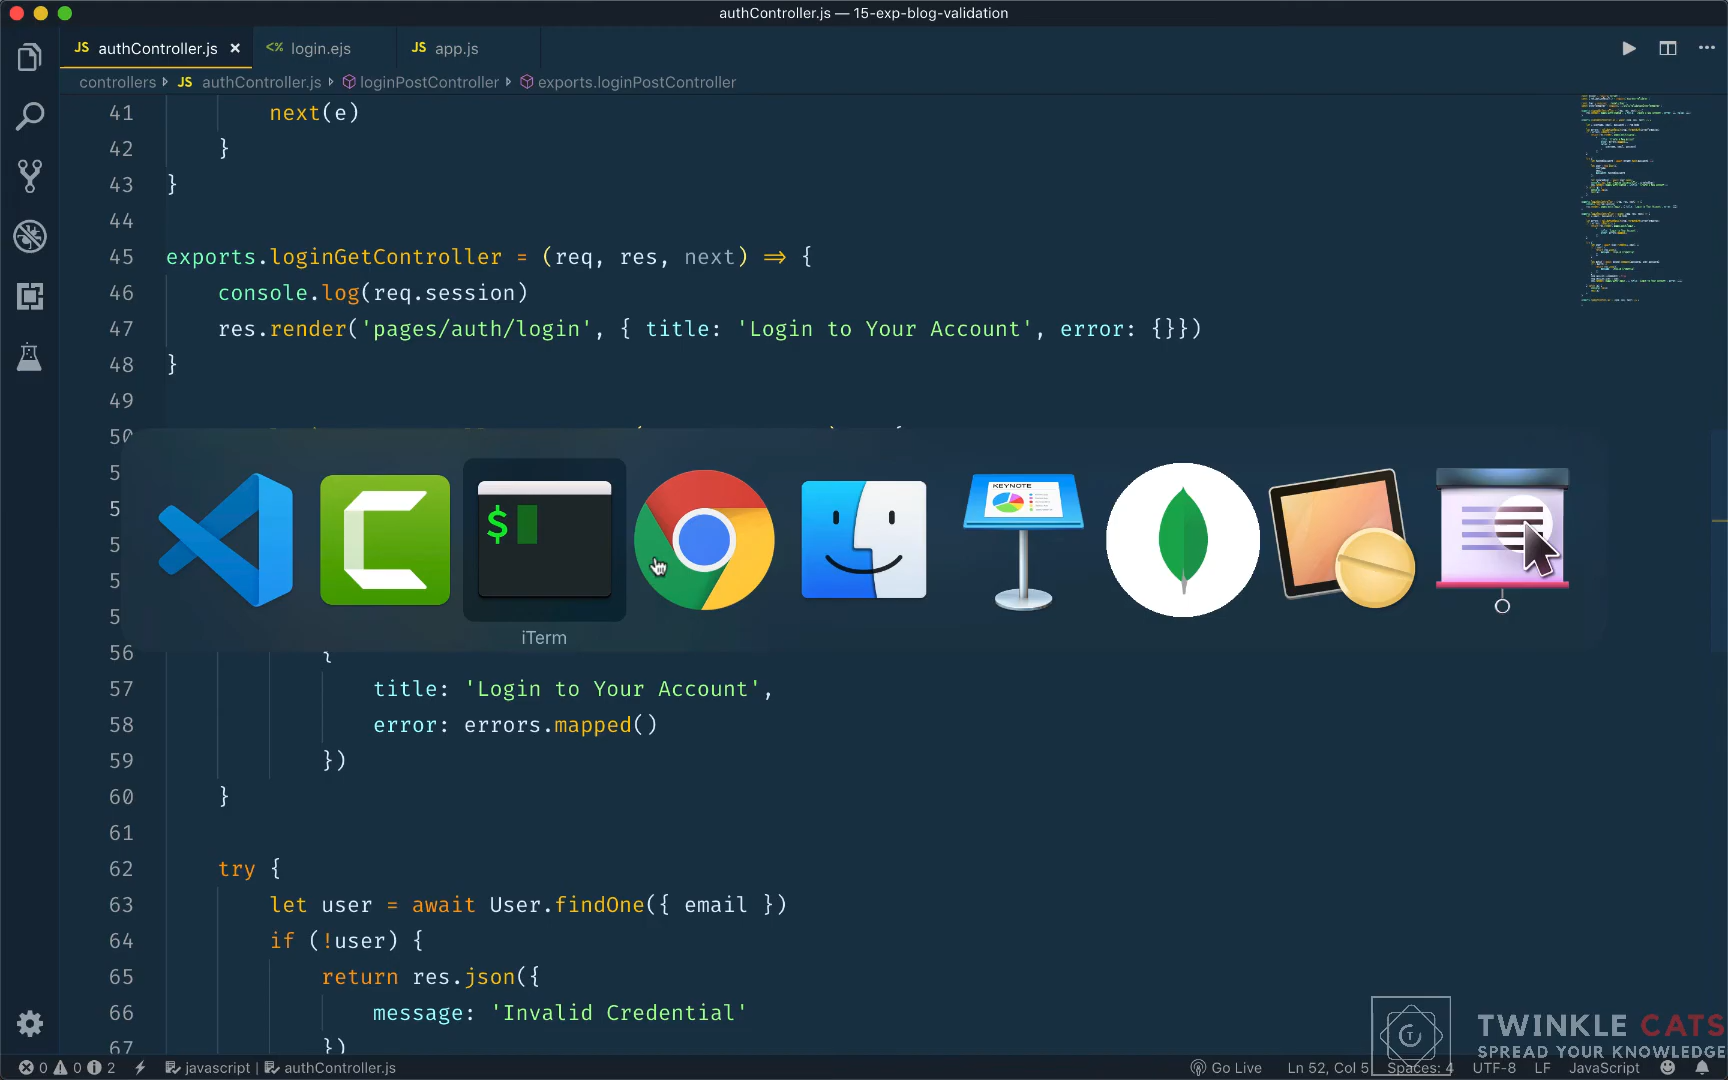 authController.js — 15-exp-blog-validation
JS authController.js × <% login.ejs JS app.js
controllers JS authController.js loginPostController exports.loginPostController
41 next(e)
42 }
43 }
44
45 exports.loginGetController = (req, res, next) => {
46 console.log(req.session)
47 res.render('pages/auth/login', { title: 'Login to Your Account', error: {}})
48 }
49
50
5
5
5
5
5
KEYNOTE
$
iTerm
56 {
57 title: 'Login to Your Account',
58 error: errors.mapped()
59 })
60 }
61
62 try {
63 let user = await User.findOne({ email })
64 if (!user) {
65 return res.json({
66 message: 'Invalid Credential'
67 })
TWINKLE CATS
SPREAD YOUR KNOWLEDGE
0 0 2 javascript | authController.js Go Live Ln 52, Col 5 Spaces: 4 UTF-8 LF JavaScript